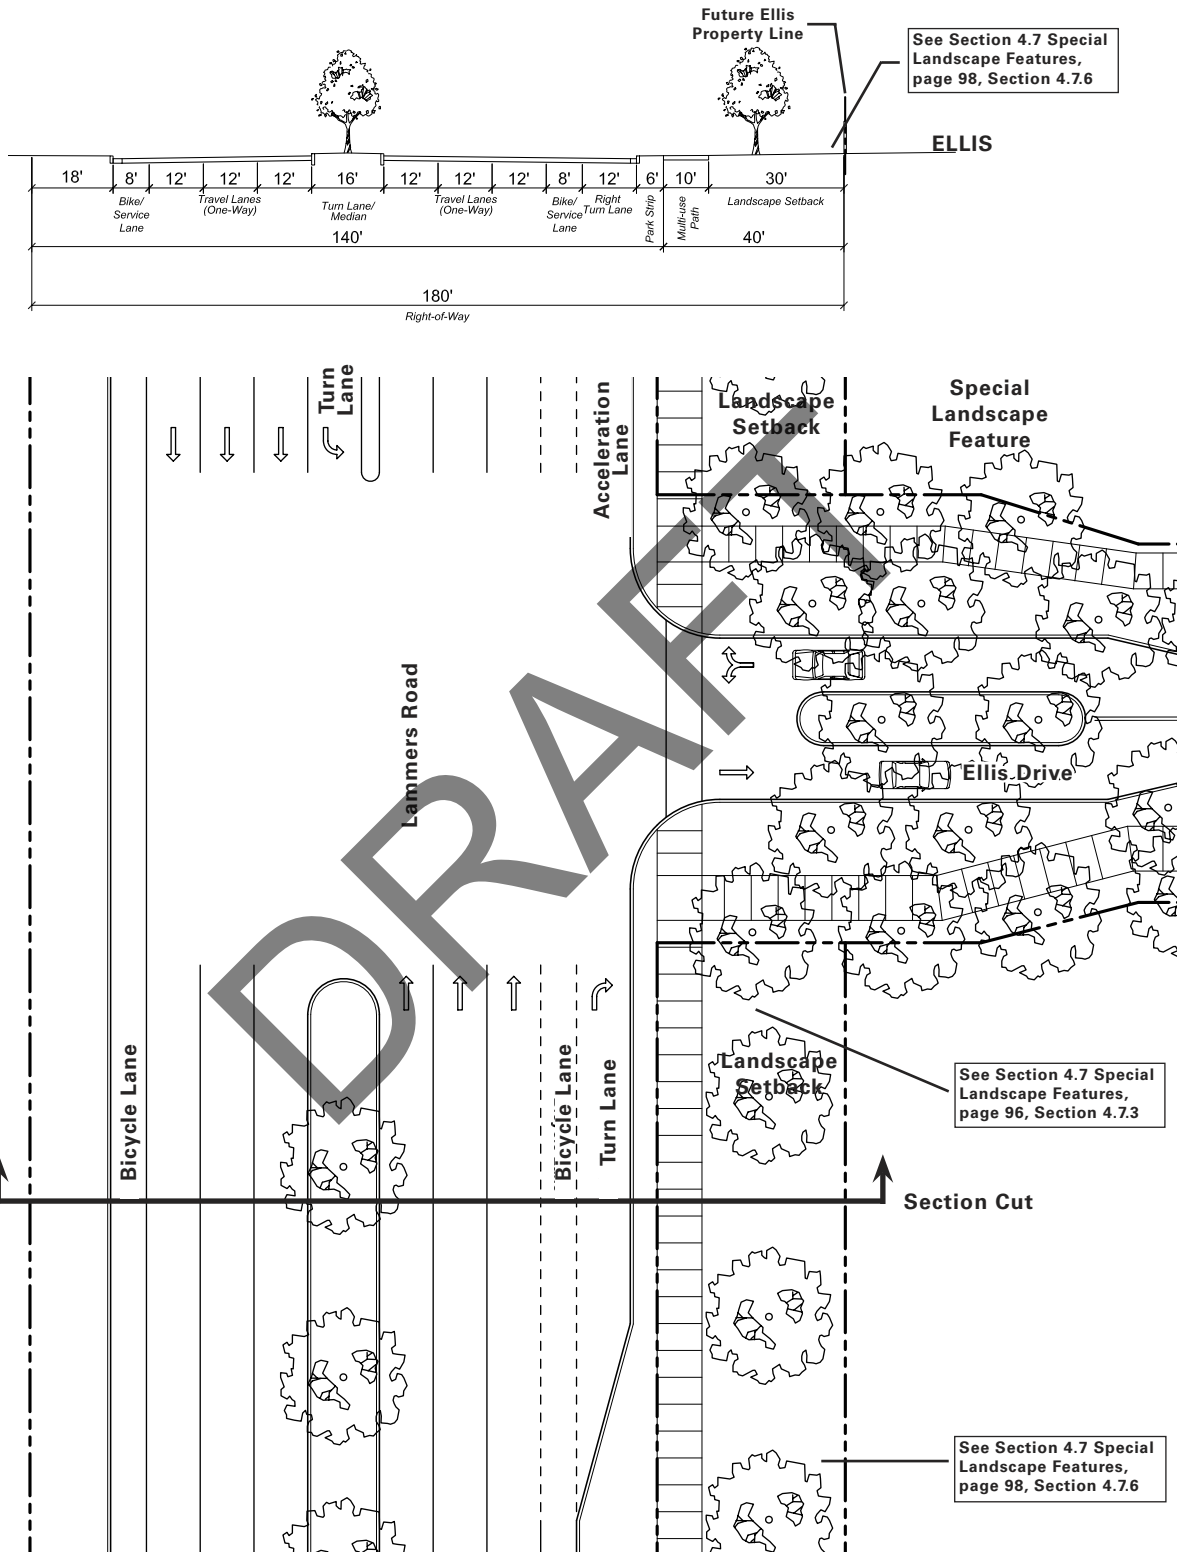 Future Ellis
Property Line
See Section 4.7 Special
Landscape Features,
page 98, Section 4.7.6
ELLIS
18' 8' 12' 12' 12' 16' 12' 12' 12' 8' 12' 6' 10' 30'
Bike/
Service
Lane
Travel Lanes
(One-Way)
Turn Lane/
Median
Travel Lanes
(One-Way)
Bike/
Service
Lane
Right
Turn Lane
Park Strip
Multi-use
Path
Landscape Setback
140' 40'
180'
Right-of-Way
Turn
Lane
Acceleration
Lane
Landscape
Setback
Special
Landscape
Feature
Lammers Road
Ellis Drive
DRAFT
Bicycle Lane
Bicycle Lane
Turn Lane
Landscape
Setback
See Section 4.7 Special
Landscape Features,
page 96, Section 4.7.3
Section Cut
See Section 4.7 Special
Landscape Features,
page 98, Section 4.7.6